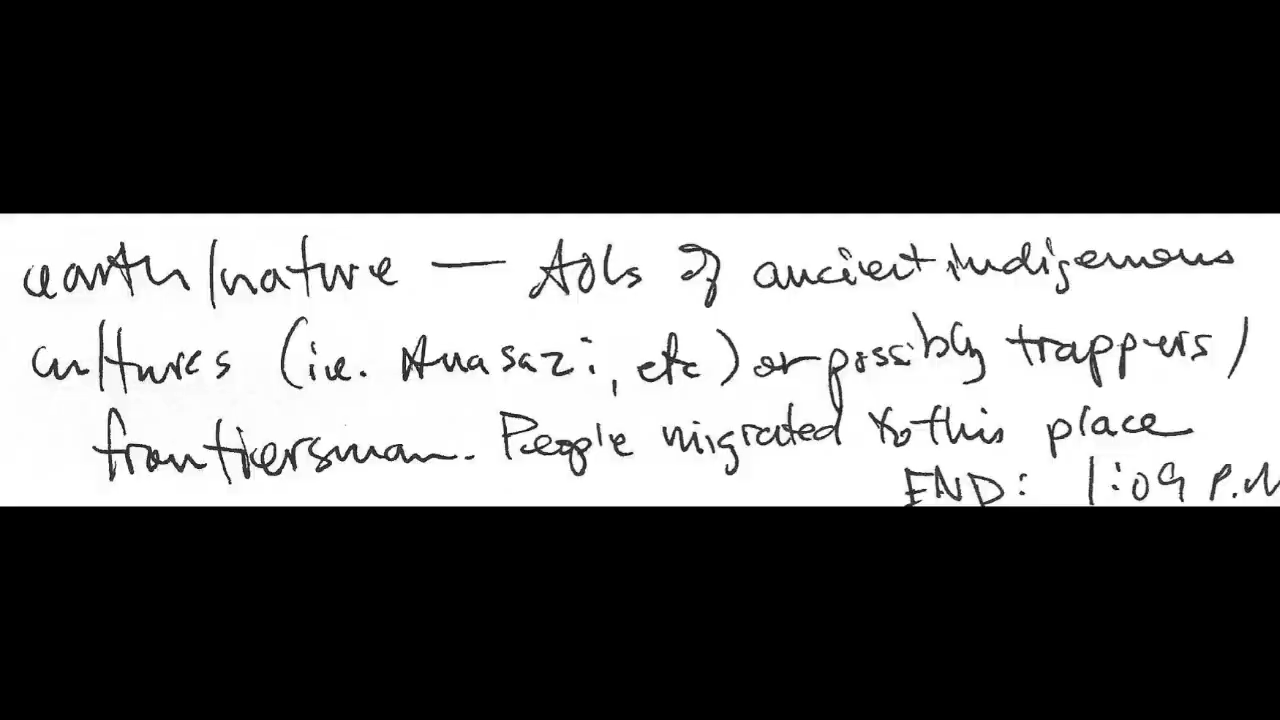 earth/nature — AOLs of ancient indigenous
cultures (i.e. Anasazi, etc) or possibly trappers/
frontiersman. People migrated to this place
END: 1:09 P.M